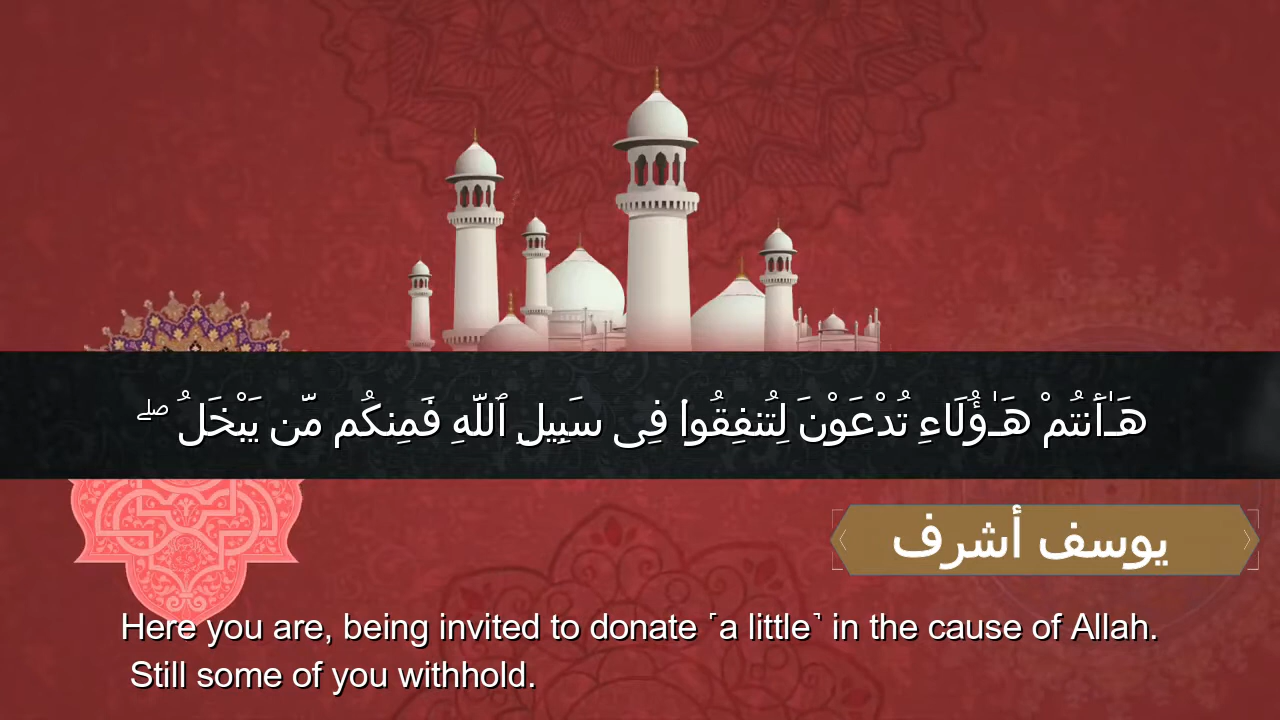 هَـٰٓأَنتُمْ هَـٰٓؤُلَاءِ تُدْعَوْنَ لِتُنفِقُوا۟ فِى سَبِيلِ ٱللَّهِ فَمِنكُم مَّن يَبْخَلُ ۖ
يوسف أشرف
Here you are, being invited to donate ˹a little˺ in the cause of Allah.
Still some of you withhold.